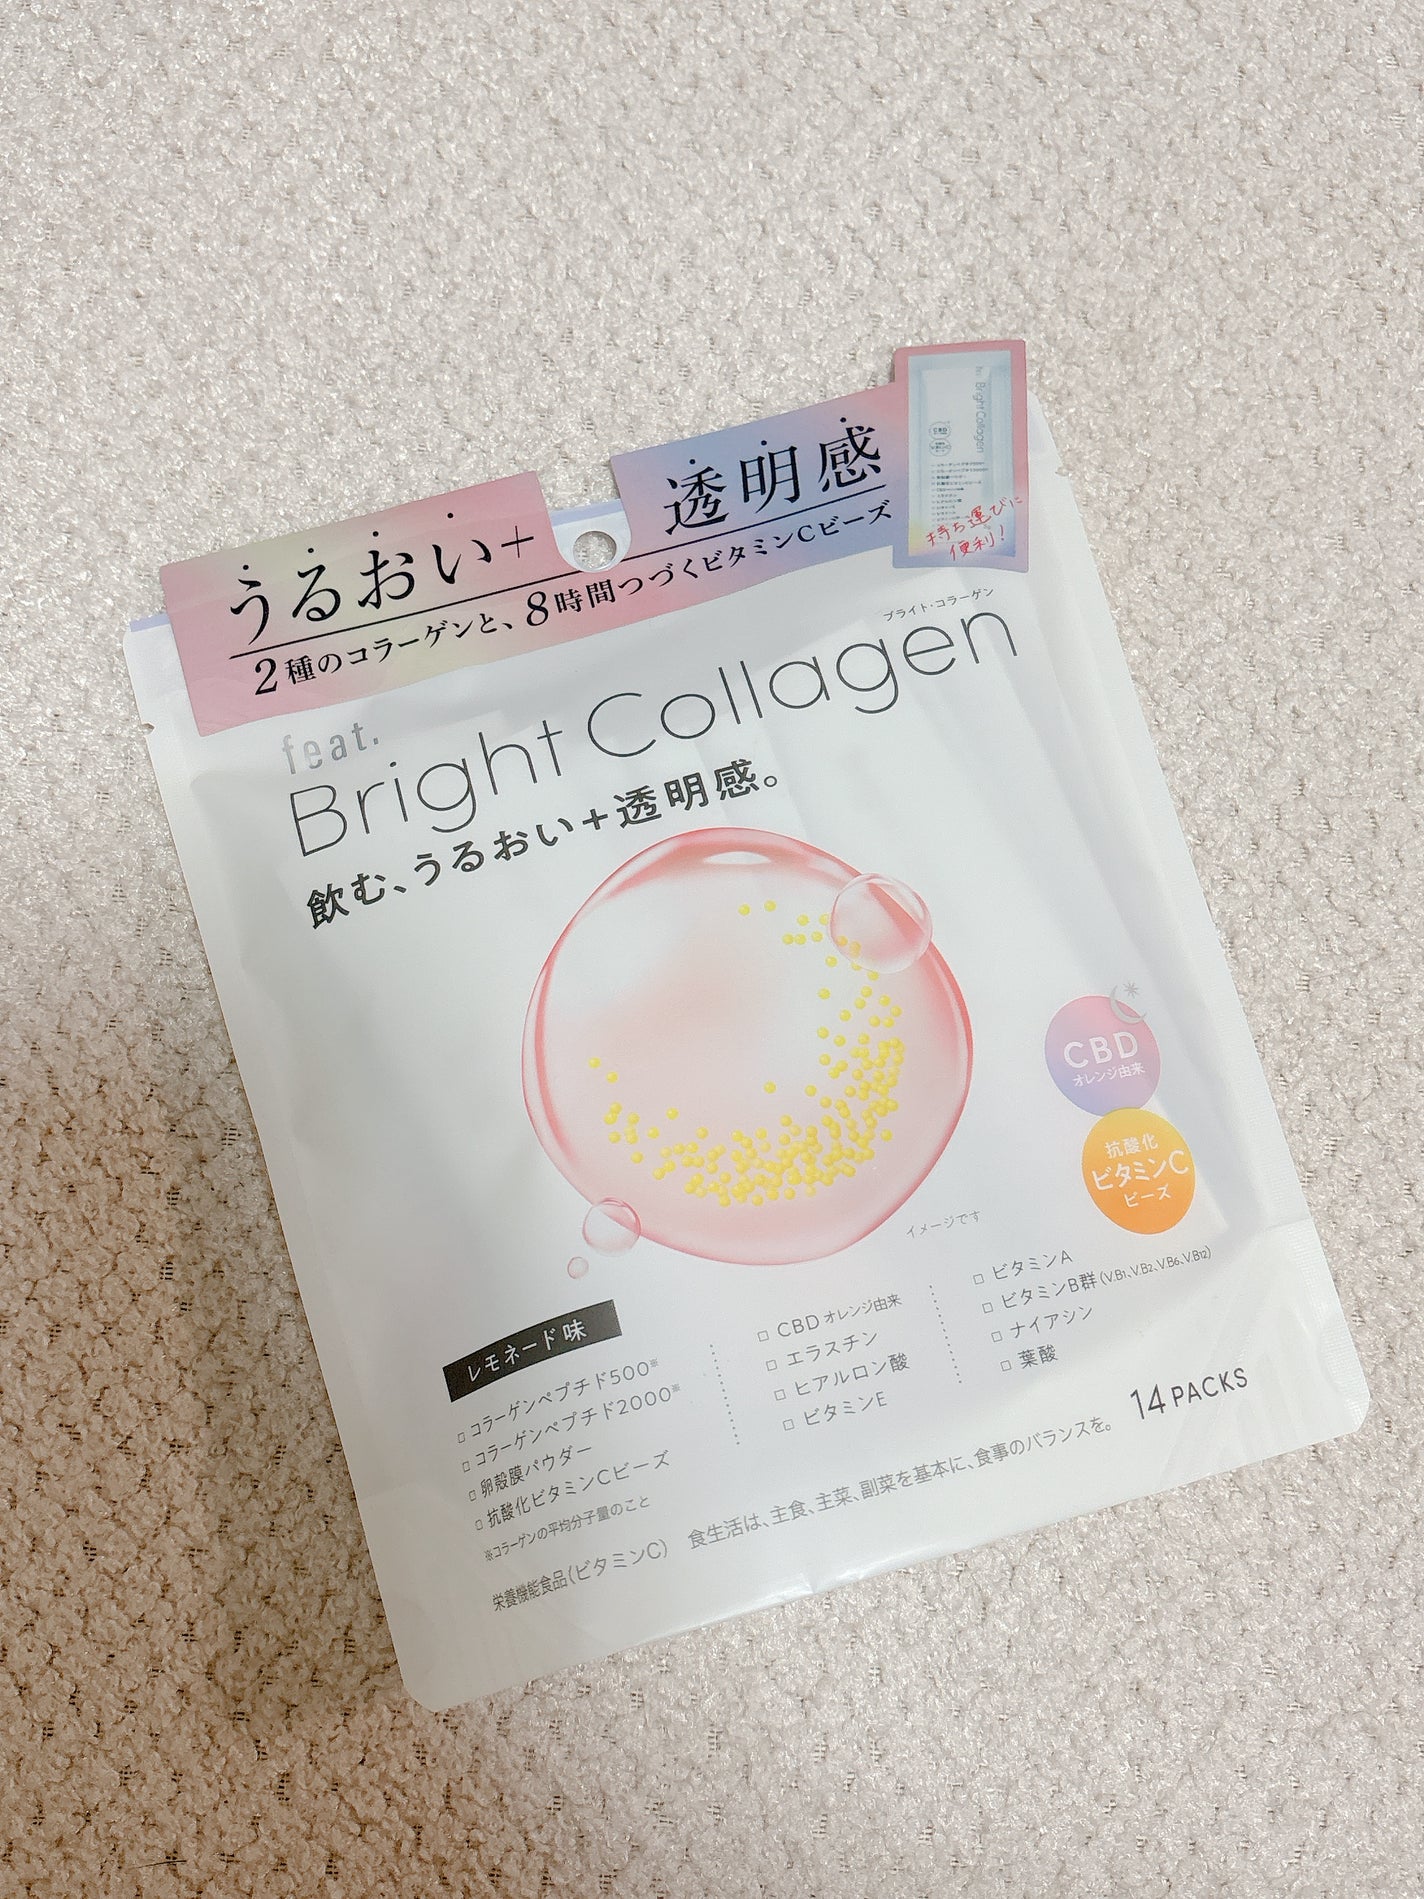 うるおい+透明感
2種のコラーゲンと、8時間つづくビタミンCビーズ
Bright Collagen
持ち運びに
便利!
feat.
ブライト・コラーゲン
Bright Collagen
飲む、うるおい+透明感。
CBD
オレンジ由来
抗酸化
ビタミンC
ビーズ
イメージです
レモネード味
□ コラーゲンペプチド500※
□ コラーゲンペプチド2000※
□ 卵殻膜パウダー
□ 抗酸化ビタミンCビーズ
※コラーゲンの平均分子量のこと
□ CBD オレンジ由来
□ エラスチン
□ ヒアルロン酸
□ ビタミンE
□ ビタミンA
□ ビタミンB群(V.B1、V.B2、V.B6、V.B12)
□ ナイアシン
□ 葉酸
14 PACKS
栄養機能食品(ビタミンC) 食生活は、主食、主菜、副菜を基本に、食事のバランスを。